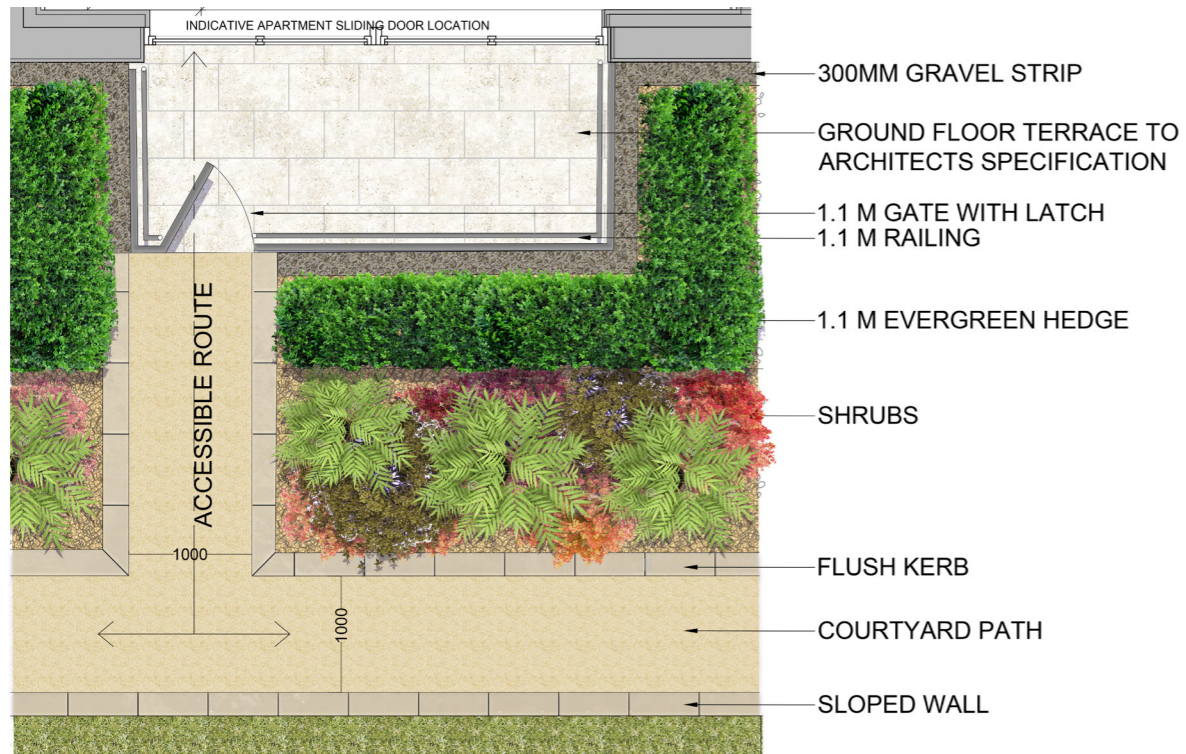 INDICATIVE APARTMENT SLIDING DOOR LOCATION
300MM GRAVEL STRIP
GROUND FLOOR TERRACE TO
ARCHITECTS SPECIFICATION
1.1 M GATE WITH LATCH
1.1 M RAILING
ACCESSIBLE ROUTE
1.1 M EVERGREEN HEDGE
SHRUBS
1000
FLUSH KERB
1000
COURTYARD PATH
SLOPED WALL